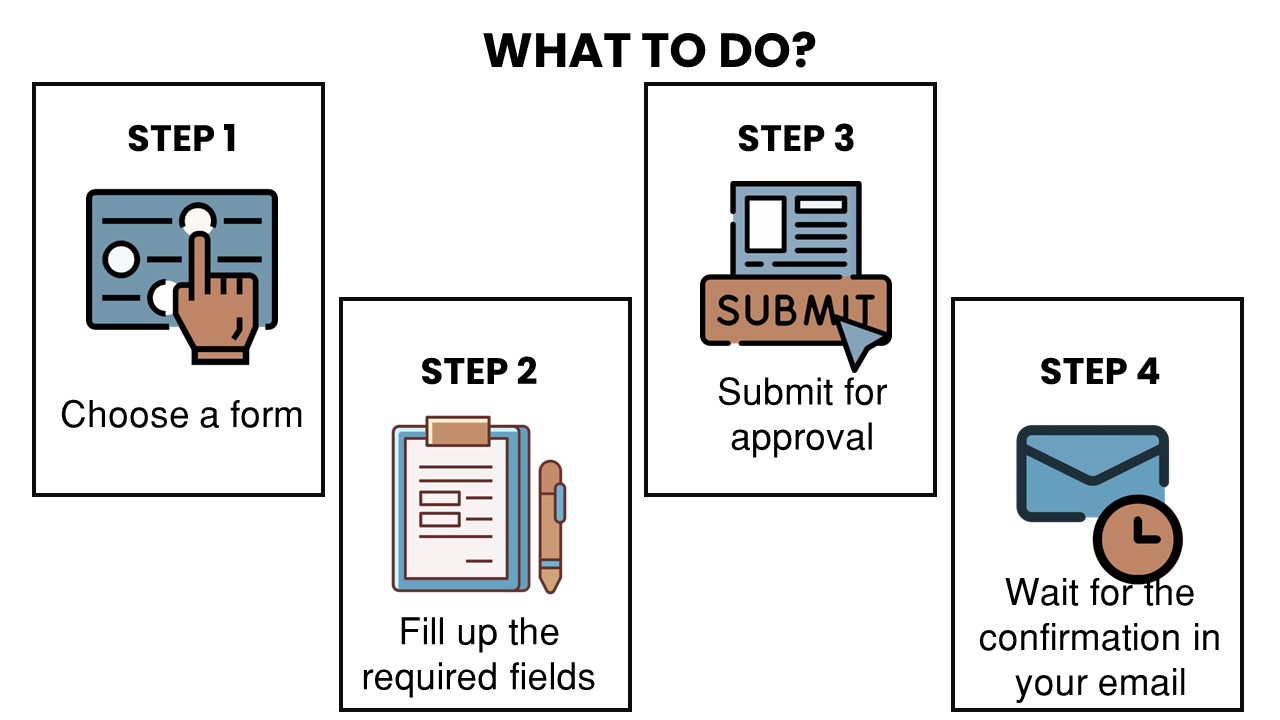 WHAT TO DO?
STEP 1
Choose a form
STEP 2
Fill up the
required fields
STEP 3
SUBMIT
Submit for
approval
STEP 4
Wait for the
confirmation in
your email